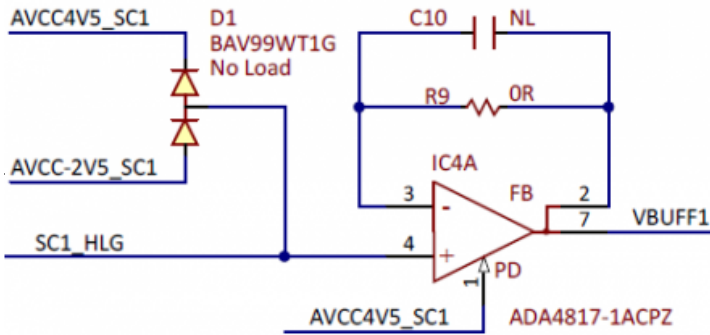 AVCC4V5_SC1
D1
BAV99WT1G
No Load
AVCC-2V5_SC1
SC1_HLG
C10 NL
R9 0R
IC4A
3 - FB 2
7 VBUFF1
4 +
PD
1
AVCC4V5_SC1
ADA4817-1ACPZ